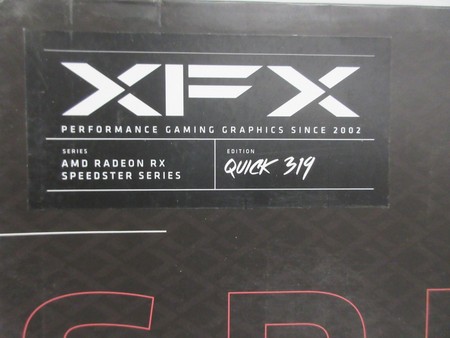 XFX
PERFORMANCE GAMING GRAPHICS SINCE 2002
SERIES
AMD RADEON RX
SPEEDSTER SERIES
EDITION
QUICK 319